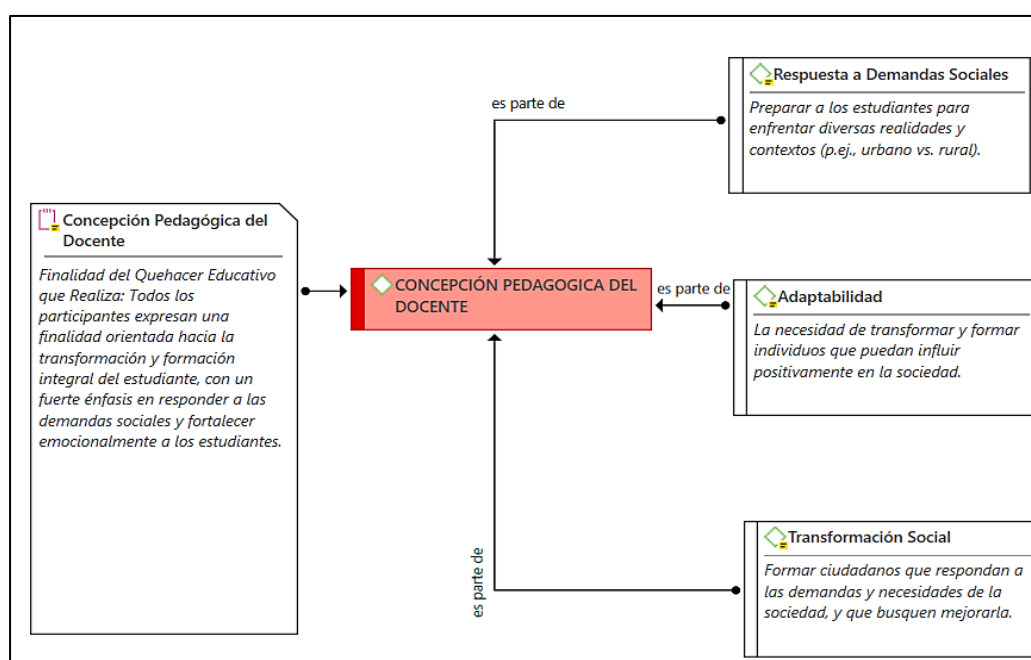 Respuesta a Demandas Sociales
Preparar a los estudiantes para
enfrentar diversas realidades y
contextos (p.ej., urbano vs. rural).
es parte de
Concepción Pedagógica del
Docente
Finalidad del Quehacer Educativo
que Realiza: Todos los
participantes expresan una
finalidad orientada hacia la
transformación y formación
integral del estudiante, con un
fuerte énfasis en responder a las
demandas sociales y fortalecer
emocionalmente a los estudiantes.
CONCEPCIÓN PEDAGOGICA DEL
DOCENTE
es parte de
Adaptabilidad
La necesidad de transformar y formar
individuos que puedan influir
positivamente en la sociedad.
es parte de
Transformación Social
Formar ciudadanos que respondan a
las demandas y necesidades de la
sociedad, y que busquen mejorarla.